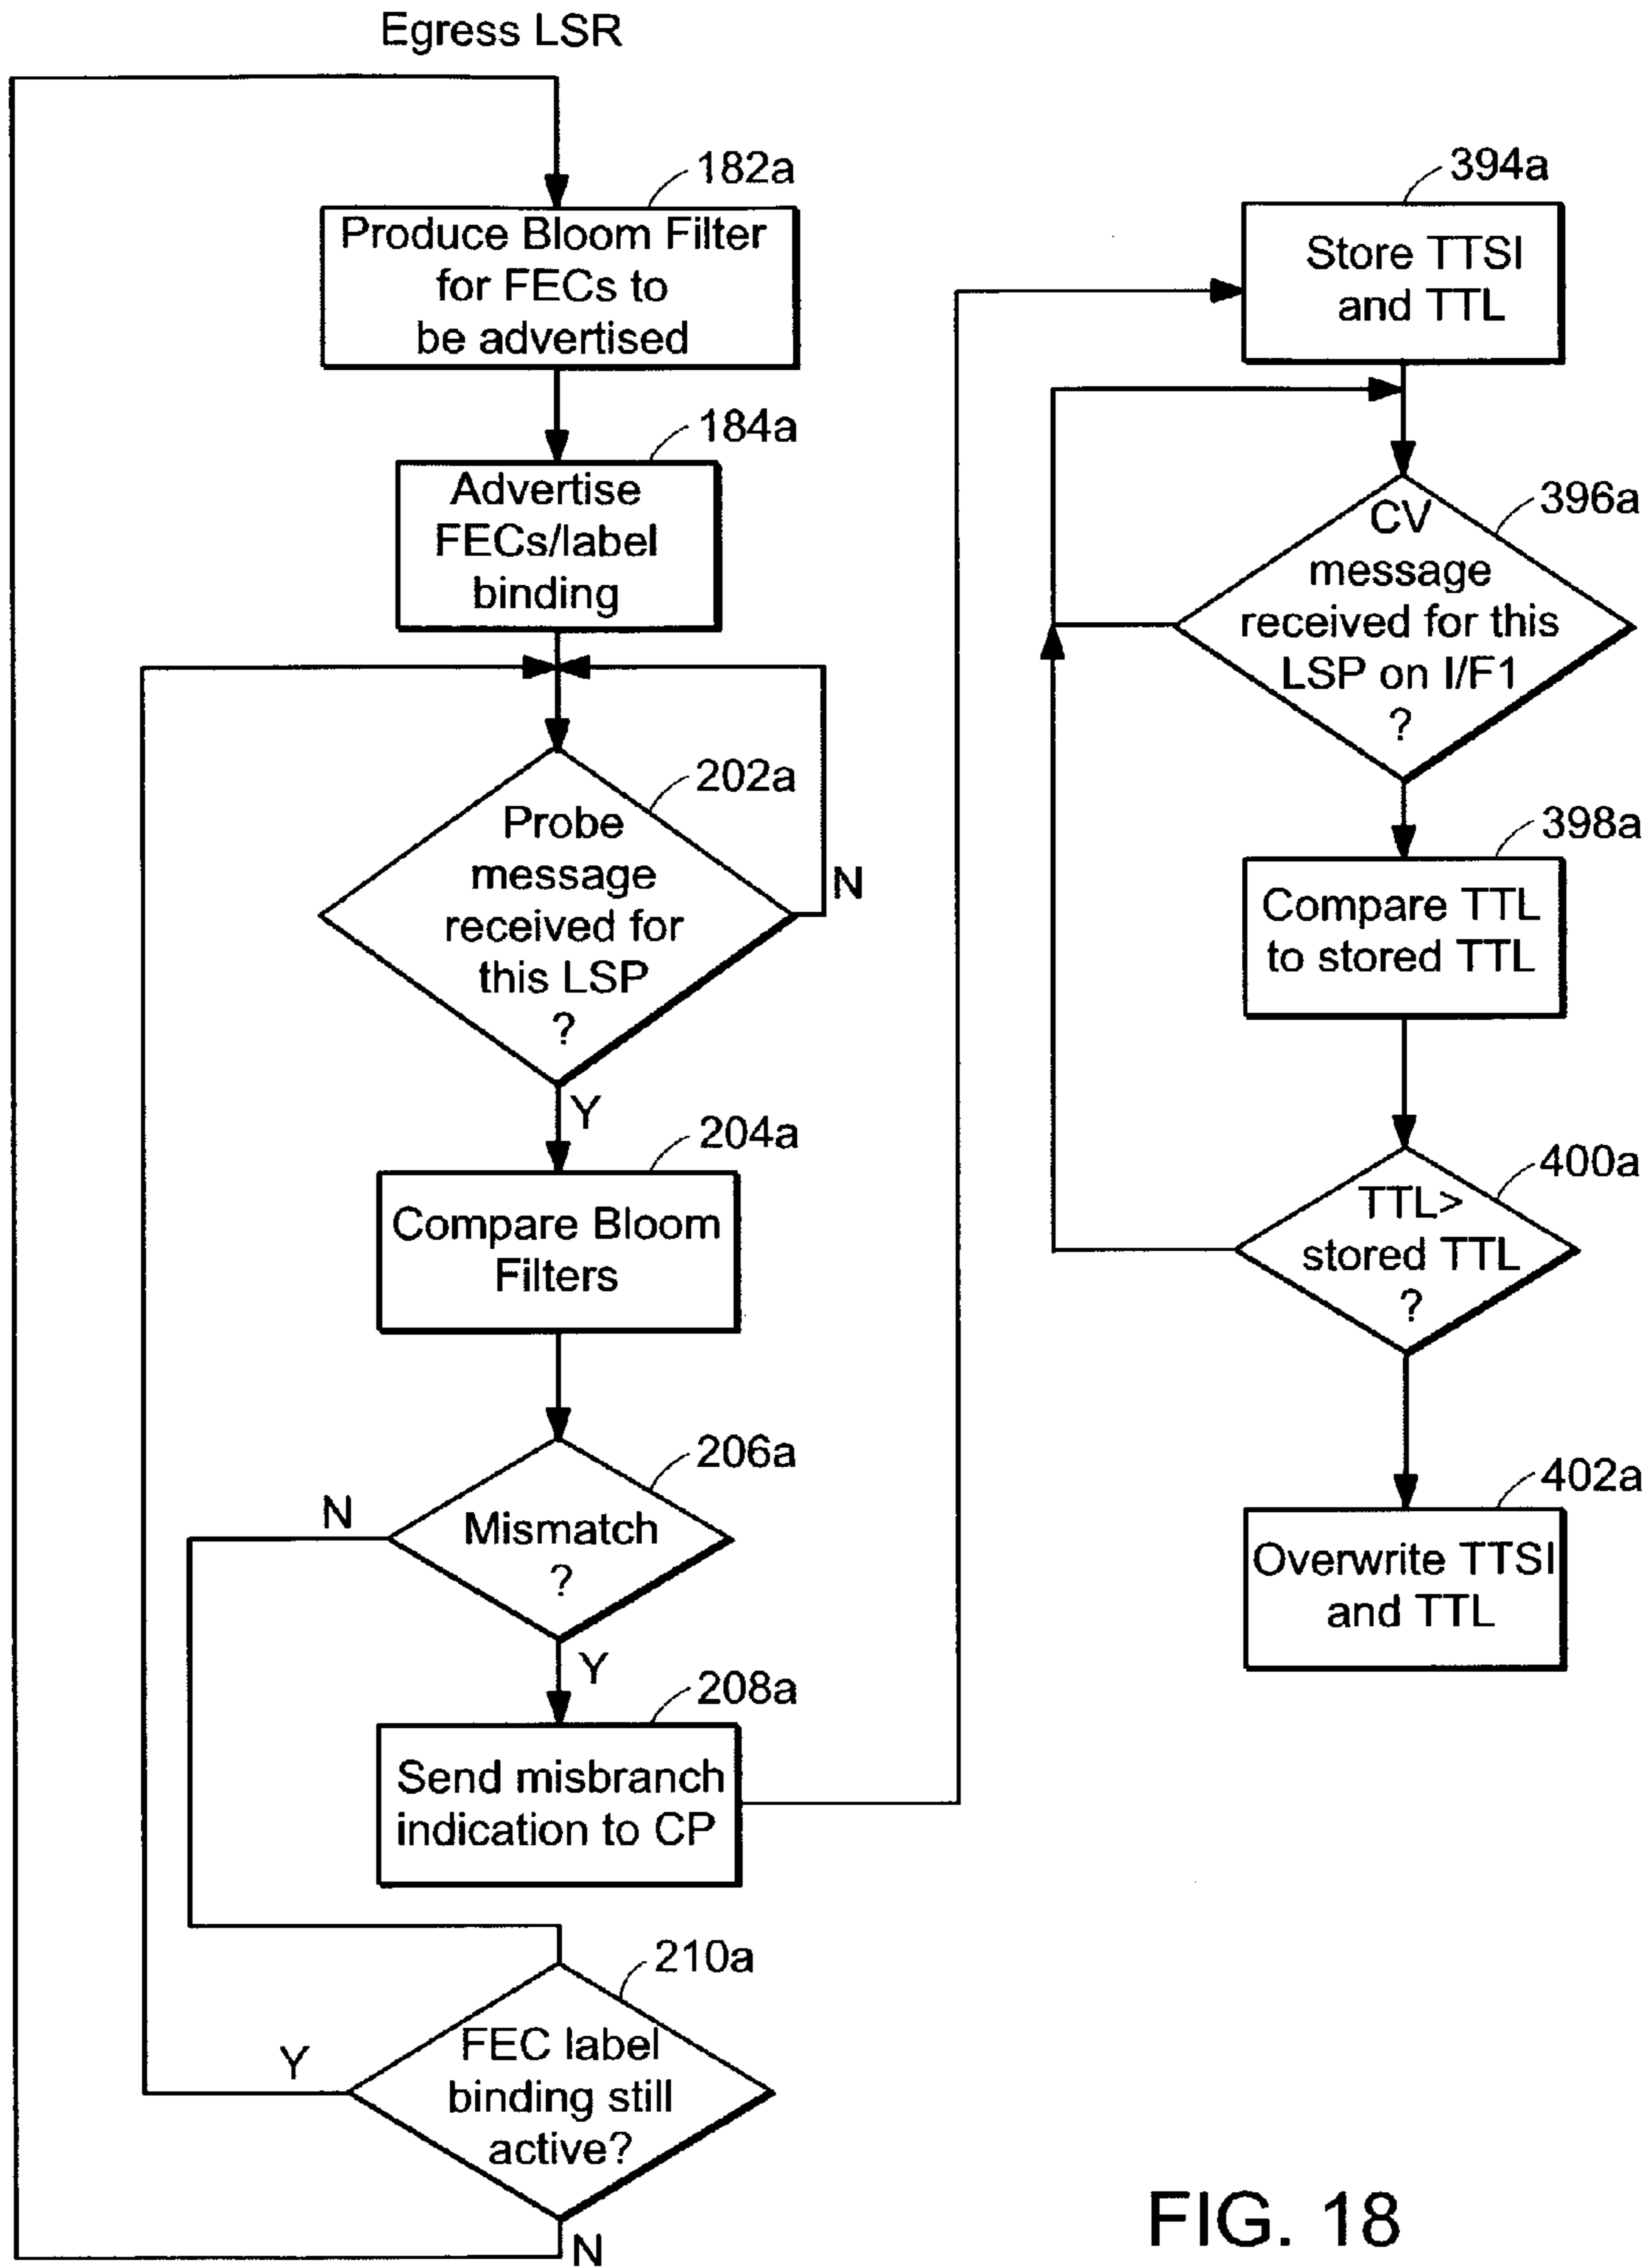 Egress LSR
182a
Produce Bloom Filter
for FECs to
be advertised
184a
Advertise
FECs/label
binding
202a
Probe
message
received for
this LSP
?
N
Y
204a
Compare Bloom
Filters
206a
Mismatch
?
N
Y
208a
Send misbranch
indication to CP
210a
FEC label
binding still
active?
Y
N
394a
Store TTSI
and TTL
396a
CV
message
received for this
LSP on I/F1
?
398a
Compare TTL
to stored TTL
400a
TTL>
stored TTL
?
402a
Overwrite TTSI
and TTL
FIG. 18